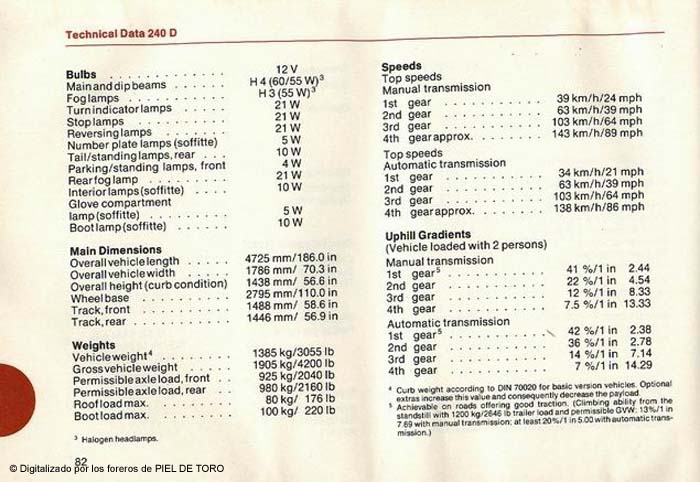 Technical Data 240 D
Bulbs . . . . . . . . . . . . 12 V
Main and dip beams . . . . . . . H 4 (60/55 W)³
Fog lamps . . . . . . . . . . . H 3 (55 W)³
Turn indicator lamps . . . . . . 21 W
Stop lamps . . . . . . . . . . 21 W
Reversing lamps . . . . . . . . 21 W
Number plate lamps (soffitte) 5 W
Tail/standing lamps, rear . . . 10 W
Parking/standing lamps, front 4 W
Rear fog lamp . . . . . . . . . 21 W
Interior lamps (soffitte) . . . . 10 W
Glove compartment
lamp (soffitte) . . . . . . . . 5 W
Boot lamp (soffitte) . . . . . . 10 W
Main Dimensions
Overall vehicle length . . . . . 4725 mm/186.0 in
Overall vehicle width . . . . . 1786 mm/ 70.3 in
Overall height (curb condition) 1438 mm/ 56.6 in
Wheel base . . . . . . . . . . 2795 mm/110.0 in
Track, front . . . . . . . . . . 1488 mm/ 58.6 in
Track, rear . . . . . . . . . . 1446 mm/ 56.9 in
Weights
Vehicle weight⁴ . . . . . . . . 1385 kg/3055 lb
Gross vehicle weight . . . . . 1905 kg/4200 lb
Permissible axle load, front . . 925 kg/2040 lb
Permissible axle load, rear . . 980 kg/2160 lb
Roof load max. . . . . . . . . 80 kg/ 176 lb
Boot load max. . . . . . . . . 100 kg/ 220 lb
³ Halogen headlamps.
82
Speeds
Top speeds
Manual transmission
1st gear . . . . . . . . . . . 39 km/h/24 mph
2nd gear . . . . . . . . . . . 63 km/h/39 mph
3rd gear . . . . . . . . . . . 103 km/h/64 mph
4th gear approx. . . . . . . . 143 km/h/89 mph
Top speeds
Automatic transmission
1st gear . . . . . . . . . . . 34 km/h/21 mph
2nd gear . . . . . . . . . . . 63 km/h/39 mph
3rd gear . . . . . . . . . . . 103 km/h/64 mph
4th gear approx. . . . . . . . 138 km/h/86 mph
Uphill Gradients
(Vehicle loaded with 2 persons)
Manual transmission
1st gear⁵ . . . . . . . . . . . 41 %/1 in 2.44
2nd gear . . . . . . . . . . . 22 %/1 in 4.54
3rd gear . . . . . . . . . . . 12 %/1 in 8.33
4th gear . . . . . . . . . . . 7.5 %/1 in 13.33
Automatic transmission
1st gear⁵ . . . . . . . . . . . 42 %/1 in 2.38
2nd gear . . . . . . . . . . . 36 %/1 in 2.78
3rd gear . . . . . . . . . . . 14 %/1 in 7.14
4th gear . . . . . . . . . . . 7 %/1 in 14.29
⁴ Curb weight according to DIN 70020 for basic version vehicles. Optional
extras increase this value and consequently decrease the payload.
⁵ Achievable on roads offering good traction. (Climbing ability from the
standstill with 1200 kg/2646 lb trailer load and permissible GVW: 13%/1 in
7.69 with manual transmission; at least 20%/1 in 5.00 with automatic trans-
mission.)
© Digitalizado por los foreros de PIEL DE TORO